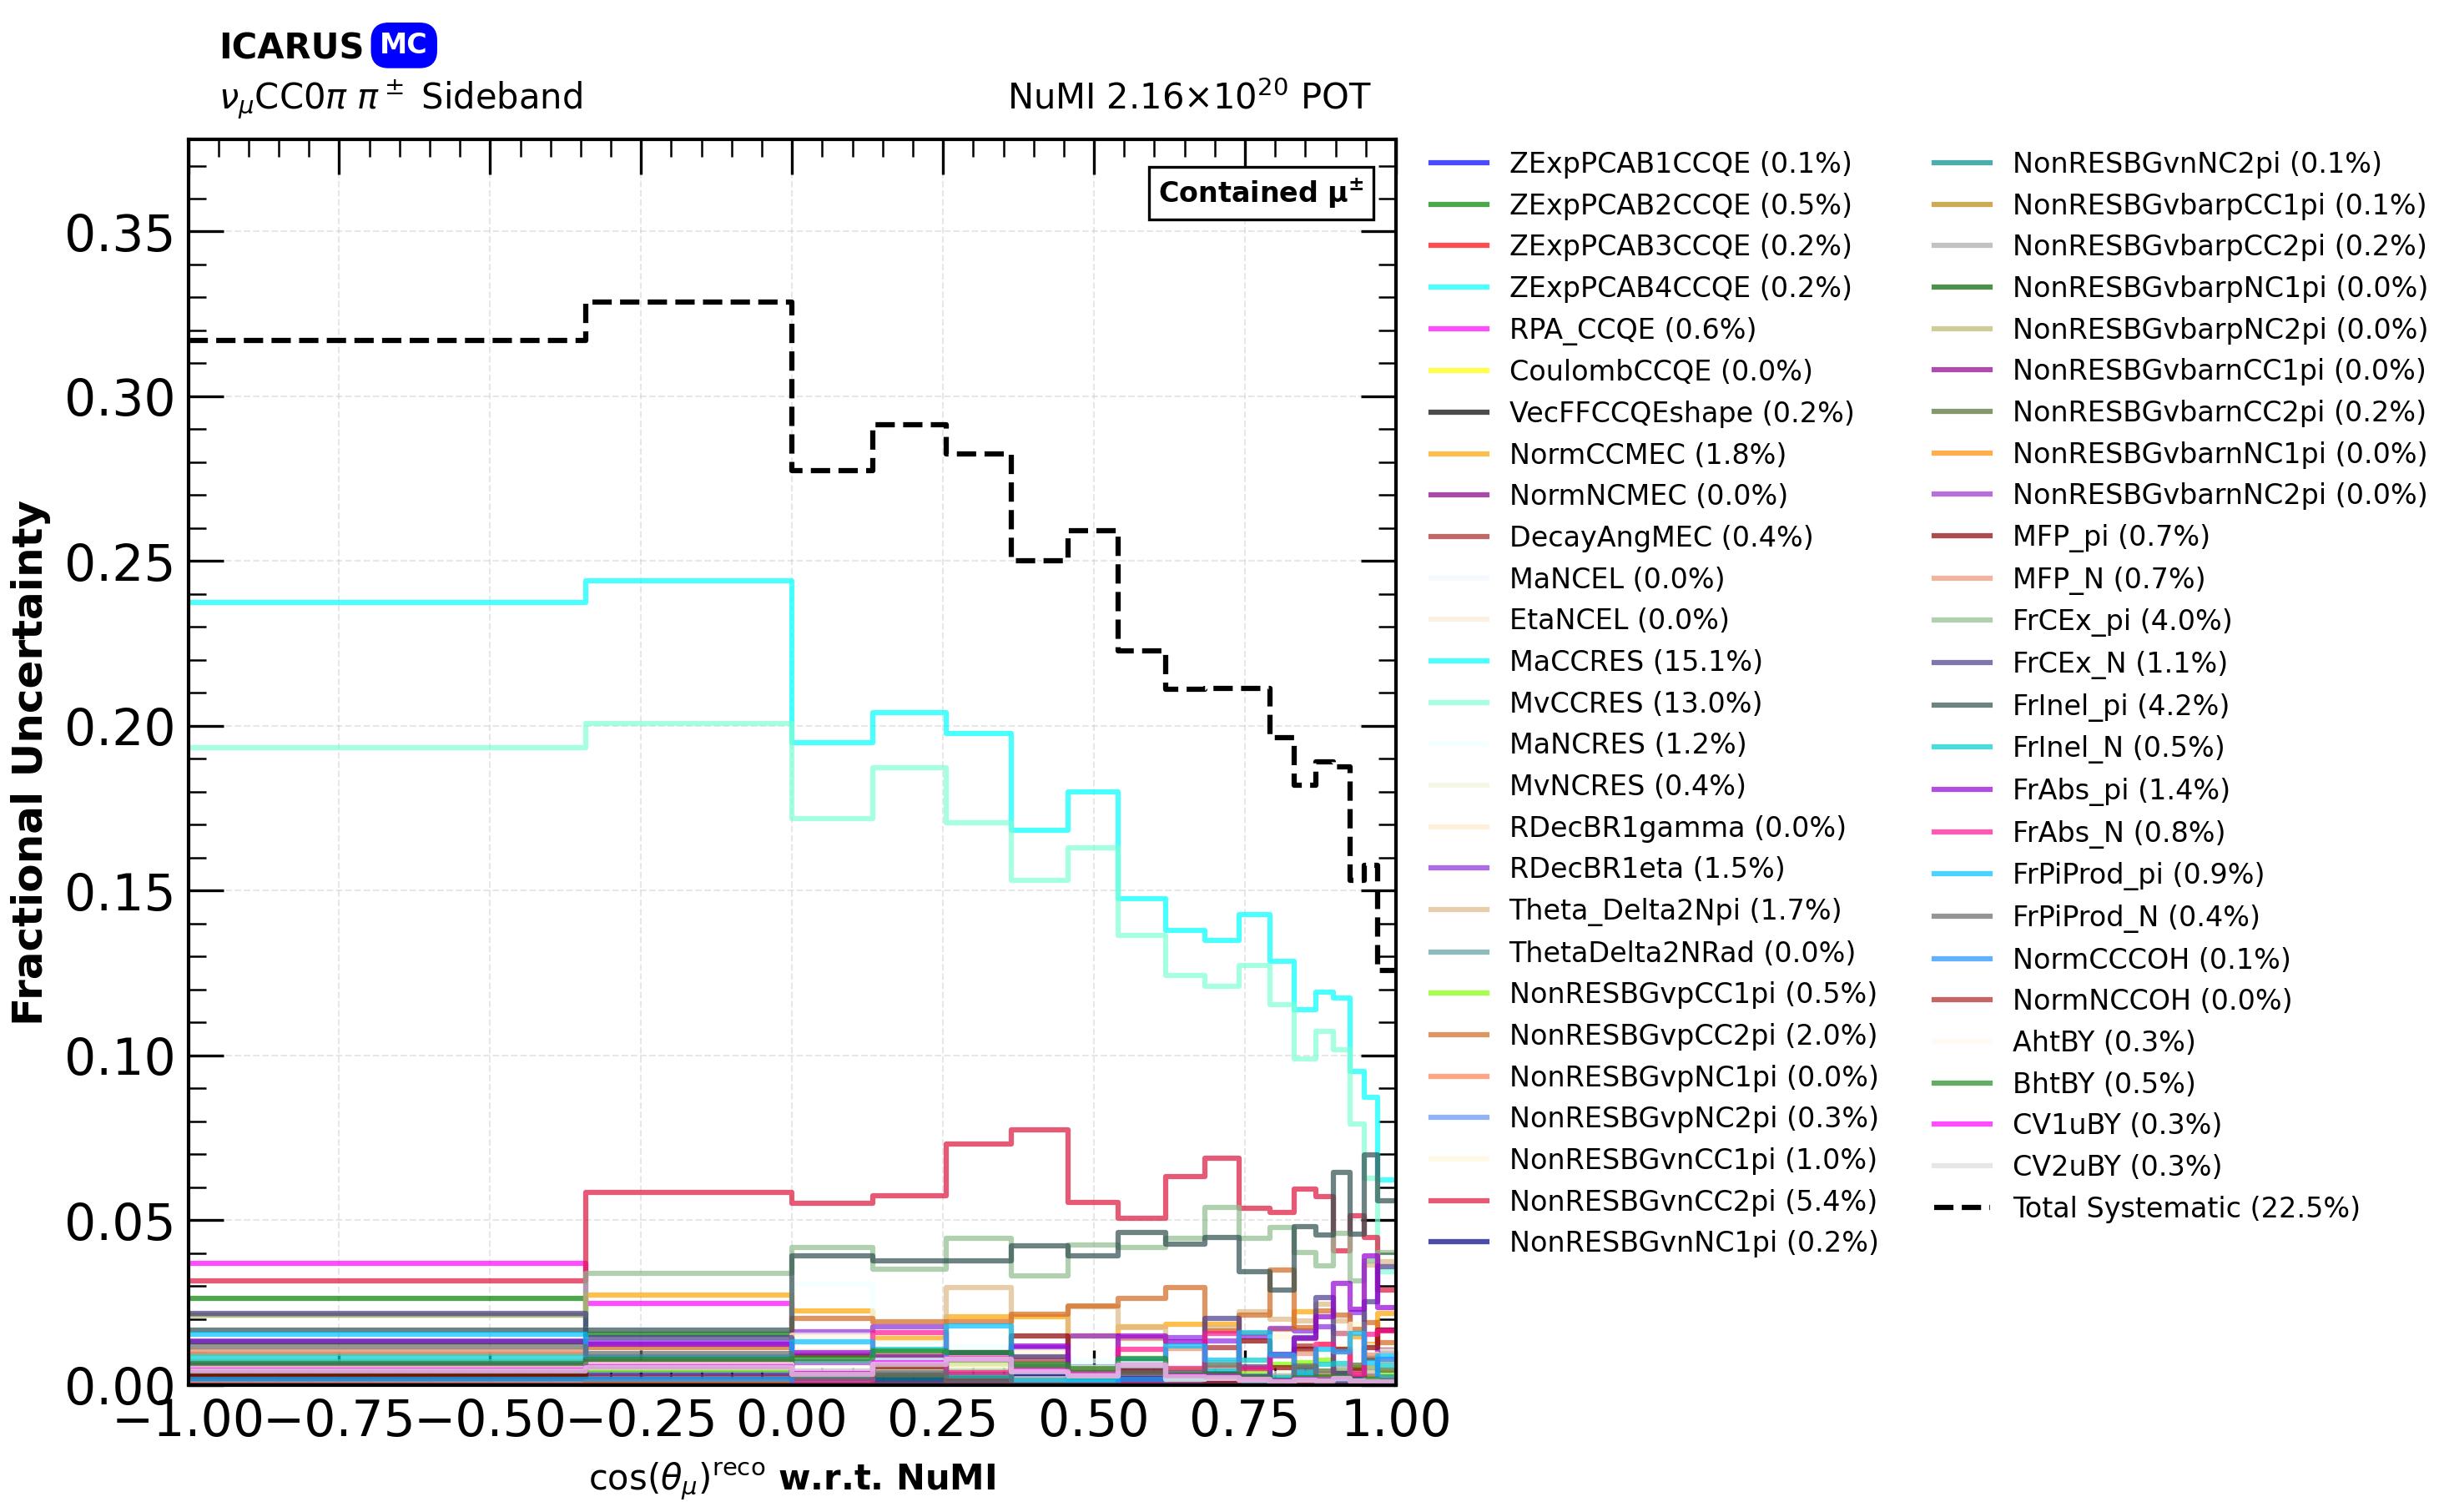 ICARUS MC
νμCC0π π± Sideband
NuMI 2.16×10²⁰ POT
Contained μ±
Fractional Uncertainty
0.35
0.30
0.25
0.20
0.15
0.10
0.05
0.00
−1.00 −0.75 −0.50 −0.25 0.00 0.25 0.50 0.75 1.00
cos(θμ)reco w.r.t. NuMI
ZExpPCAB1CCQE (0.1%)
ZExpPCAB2CCQE (0.5%)
ZExpPCAB3CCQE (0.2%)
ZExpPCAB4CCQE (0.2%)
RPA_CCQE (0.6%)
CoulombCCQE (0.0%)
VecFFCCQEshape (0.2%)
NormCCMEC (1.8%)
NormNCMEC (0.0%)
DecayAngMEC (0.4%)
MaNCEL (0.0%)
EtaNCEL (0.0%)
MaCCRES (15.1%)
MvCCRES (13.0%)
MaNCRES (1.2%)
MvNCRES (0.4%)
RDecBR1gamma (0.0%)
RDecBR1eta (1.5%)
Theta_Delta2Npi (1.7%)
ThetaDelta2NRad (0.0%)
NonRESBGvpCC1pi (0.5%)
NonRESBGvpCC2pi (2.0%)
NonRESBGvpNC1pi (0.0%)
NonRESBGvpNC2pi (0.3%)
NonRESBGvnCC1pi (1.0%)
NonRESBGvnCC2pi (5.4%)
NonRESBGvnNC1pi (0.2%)
NonRESBGvnNC2pi (0.1%)
NonRESBGvbarpCC1pi (0.1%)
NonRESBGvbarpCC2pi (0.2%)
NonRESBGvbarpNC1pi (0.0%)
NonRESBGvbarpNC2pi (0.0%)
NonRESBGvbarnCC1pi (0.0%)
NonRESBGvbarnCC2pi (0.2%)
NonRESBGvbarnNC1pi (0.0%)
NonRESBGvbarnNC2pi (0.0%)
MFP_pi (0.7%)
MFP_N (0.7%)
FrCEx_pi (4.0%)
FrCEx_N (1.1%)
FrInel_pi (4.2%)
FrInel_N (0.5%)
FrAbs_pi (1.4%)
FrAbs_N (0.8%)
FrPiProd_pi (0.9%)
FrPiProd_N (0.4%)
NormCCCOH (0.1%)
NormNCCOH (0.0%)
AhtBY (0.3%)
BhtBY (0.5%)
CV1uBY (0.3%)
CV2uBY (0.3%)
Total Systematic (22.5%)